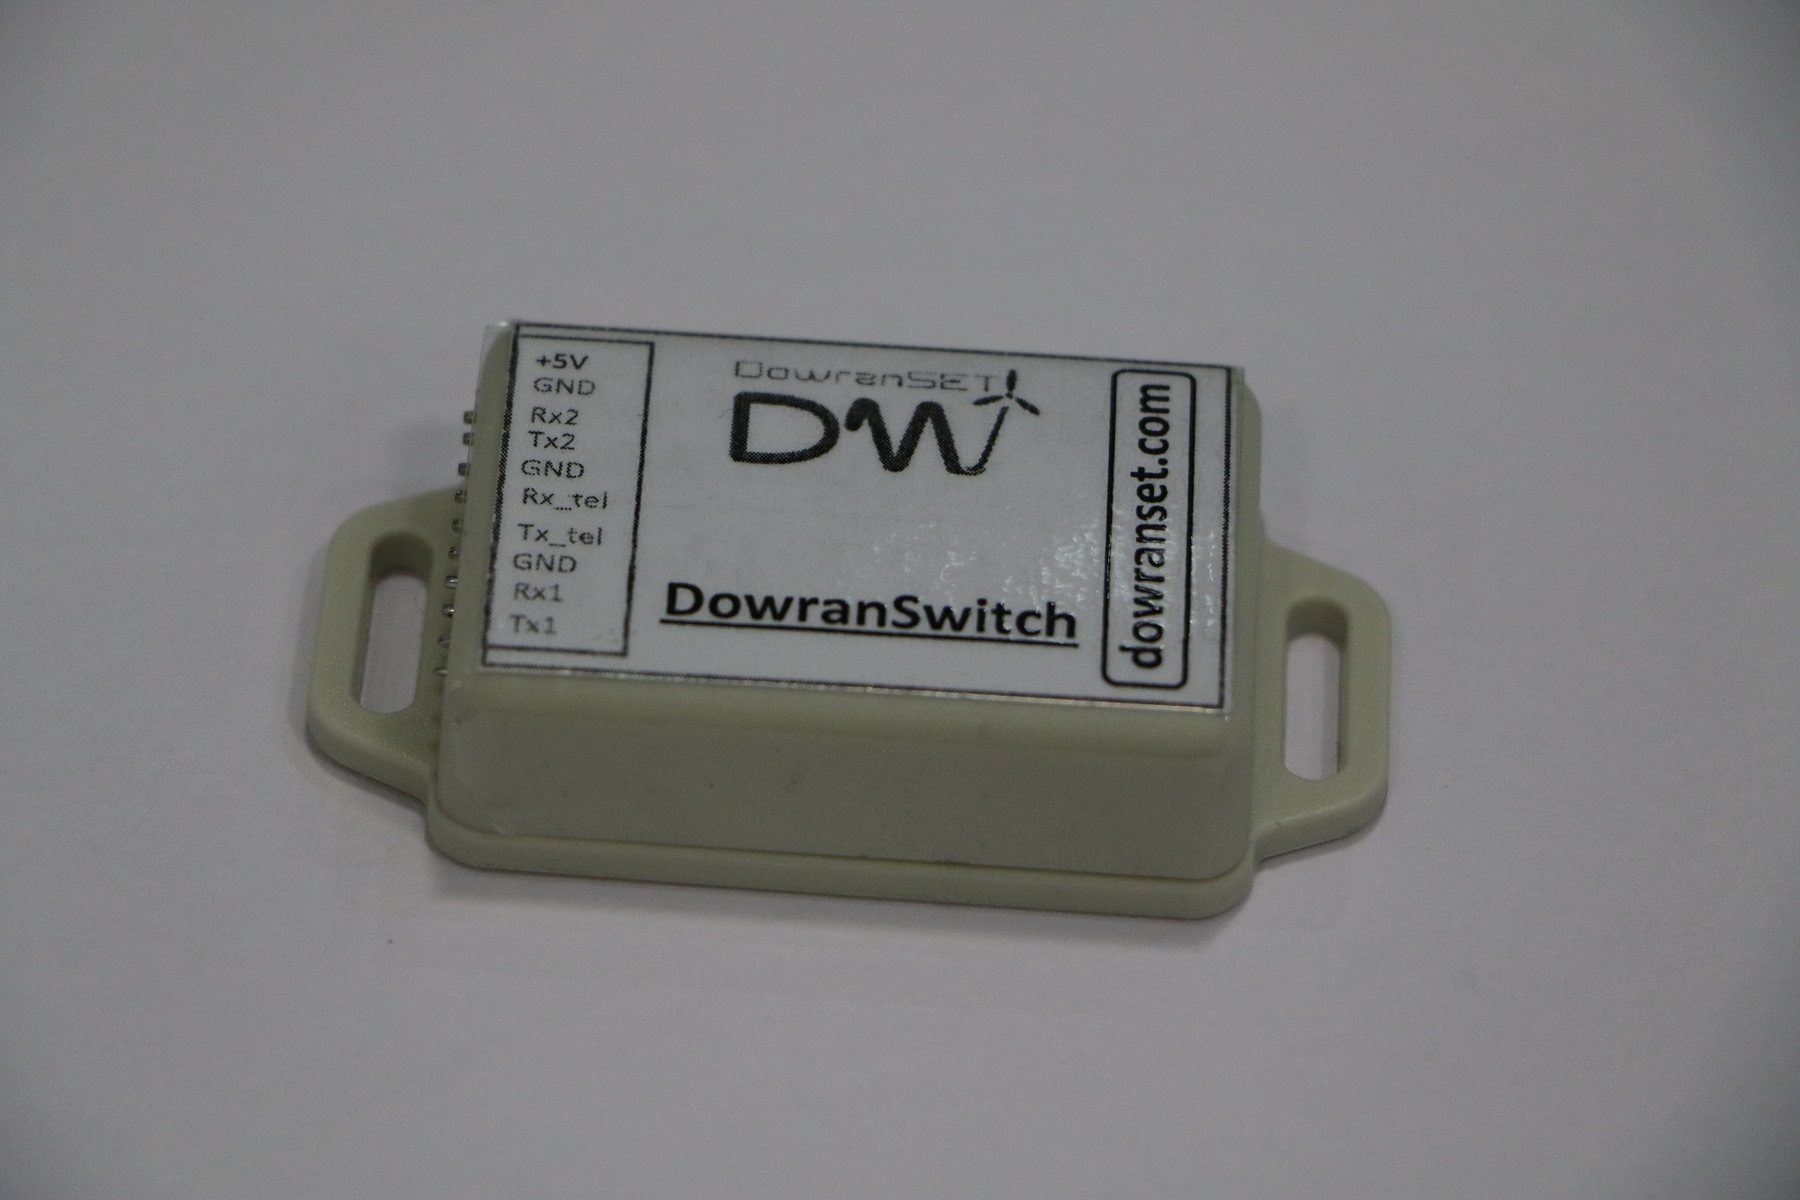 +5V
GND
Rx2
Tx2
GND
Rx_tel
Tx_tel
GND
Rx1
Tx1
DowranSET
DW
DowranSwitch
dowranset.com